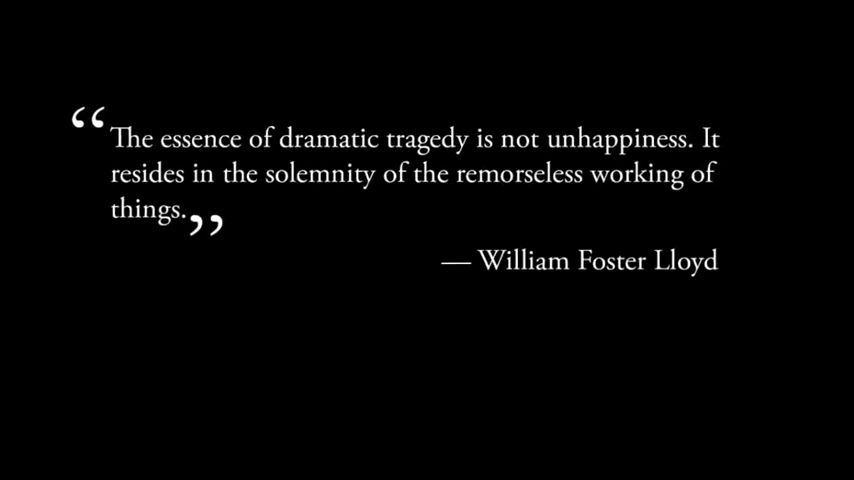 “The essence of dramatic tragedy is not unhappiness. It
resides in the solemnity of the remorseless working of
things.”
— William Foster Lloyd